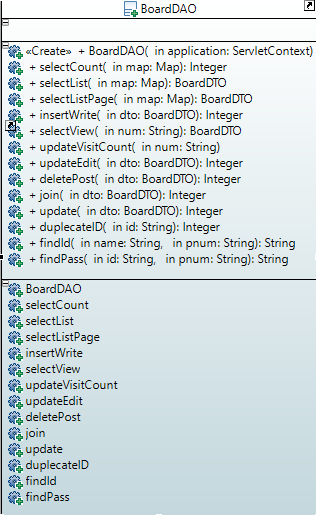 BoardDAO
«Create» + BoardDAO( in application: ServletContext)
+ selectCount( in map: Map): Integer
+ selectList( in map: Map): BoardDTO
+ selectListPage( in map: Map): BoardDTO
+ insertWrite( in dto: BoardDTO): Integer
+ selectView( in num: String): BoardDTO
+ updateVisitCount( in num: String)
+ updateEdit( in dto: BoardDTO): Integer
+ deletePost( in dto: BoardDTO): Integer
+ join( in dto: BoardDTO): Integer
+ update( in dto: BoardDTO): Integer
+ duplecateID( in id: String): Integer
+ findId( in name: String, in pnum: String): String
+ findPass( in id: String, in pnum: String): String
BoardDAO
selectCount
selectList
selectListPage
insertWrite
selectView
updateVisitCount
updateEdit
deletePost
join
update
duplecateID
findId
findPass